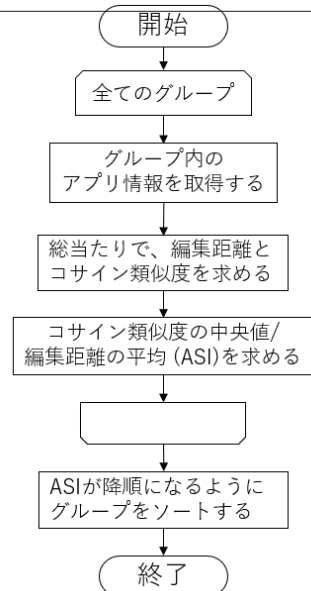 開始
全てのグループ
グループ内の
アプリ情報を取得する
総当たりで、編集距離と
コサイン類似度を求める
コサイン類似度の中央値/
編集距離の平均 (ASI)を求める
ASIが降順になるように
グループをソートする
終了